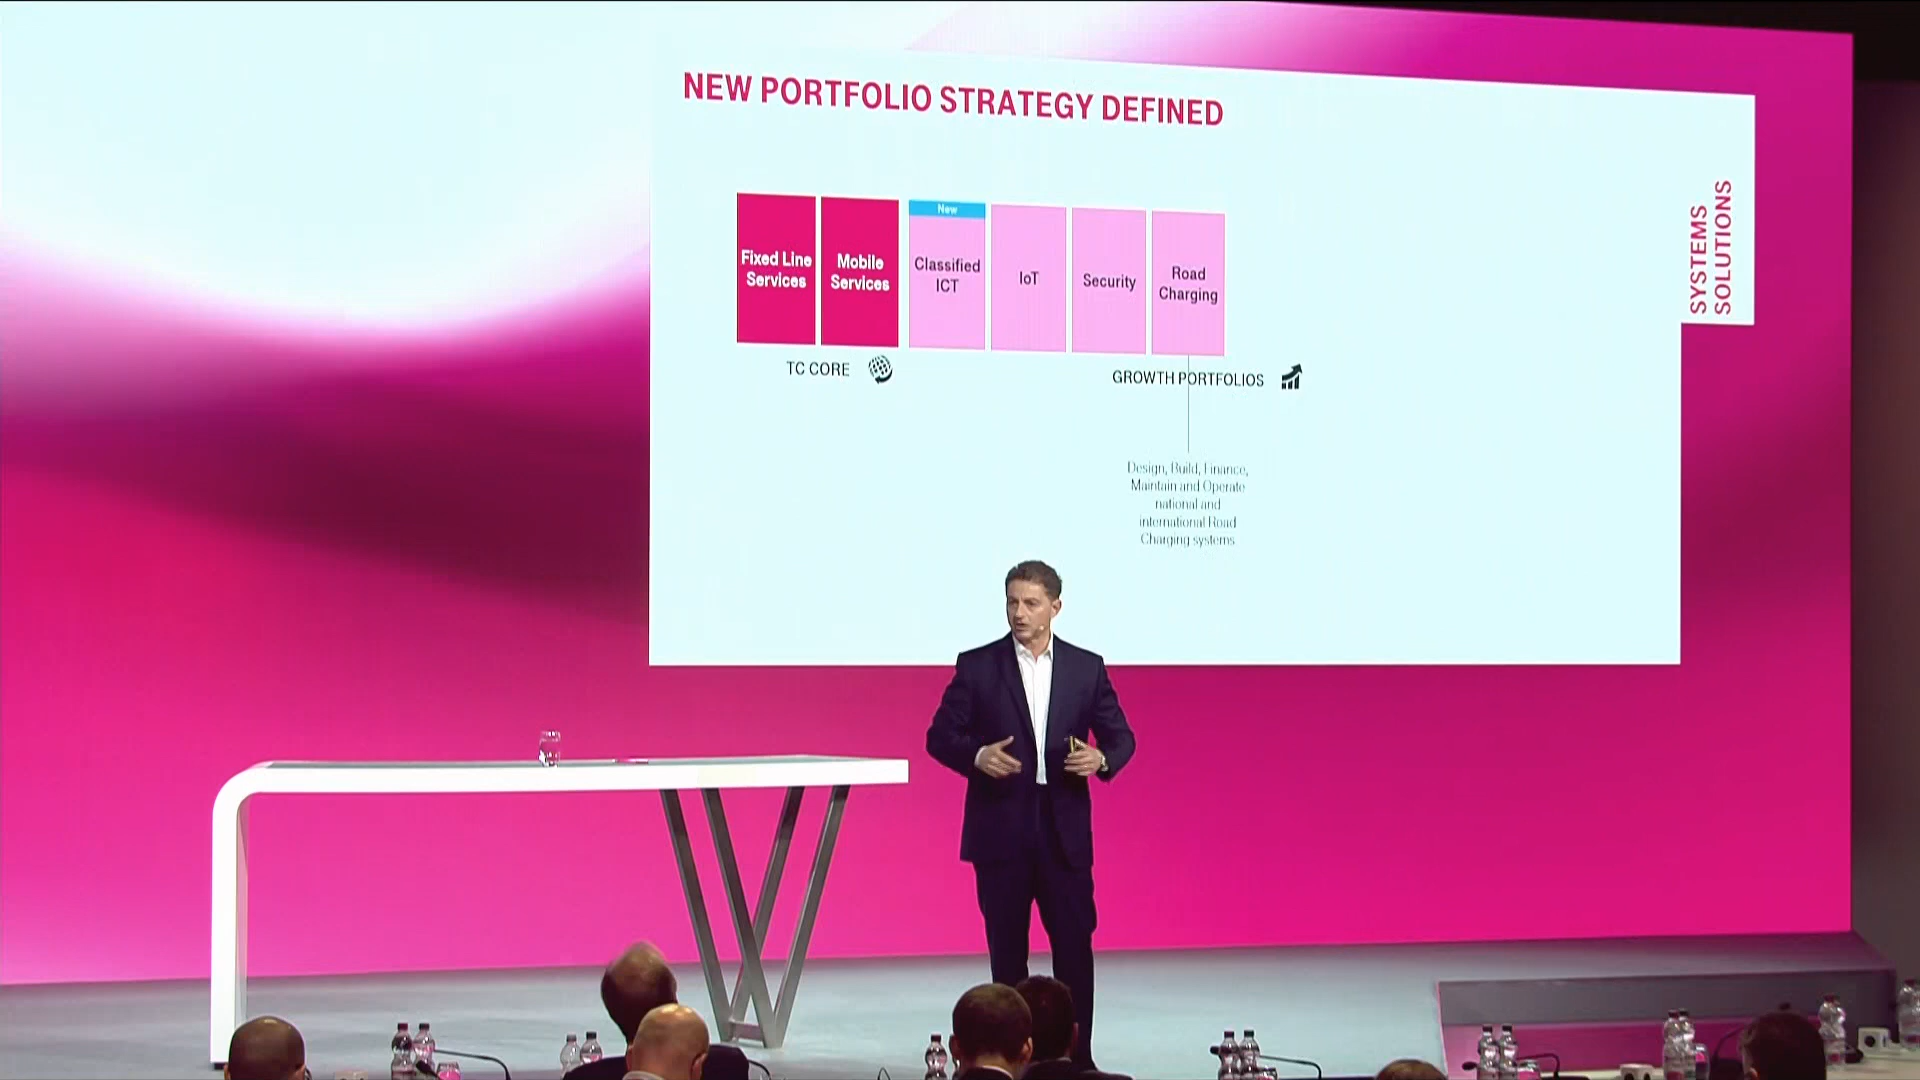 NEW PORTFOLIO STRATEGY DEFINED
SYSTEMS
SOLUTIONS
Fixed Line
Services
Mobile
Services
New
Classified
ICT
IoT
Security
Road
Charging
TC CORE
GROWTH PORTFOLIOS
Design, Build, Finance,
Maintain and Operate
national and
international Road
Charging systems